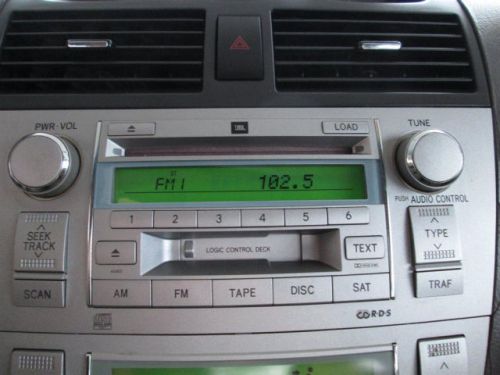 PWR·VOL
JBL
LOAD
TUNE
ST
FM1 102.5
PUSH AUDIO CONTROL
1 2 3 4 5 6
SEEK
TRACK
LOGIC CONTROL DECK
TEXT
TYPE
SCAN
AM FM TAPE DISC SAT
TRAF
R·D·S